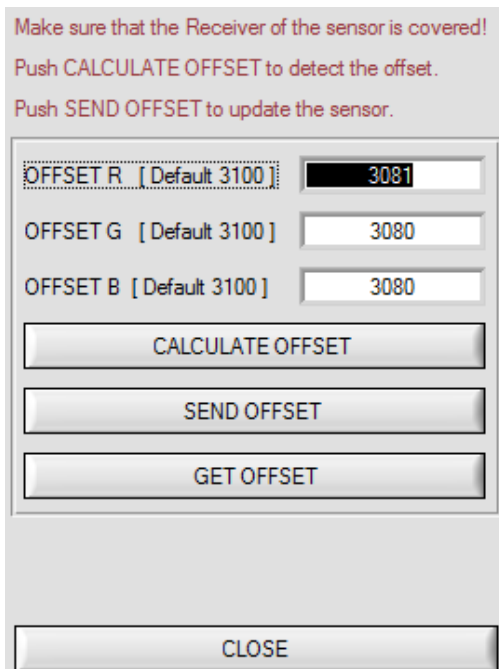 Make sure that the Receiver of the sensor is covered!
Push CALCULATE OFFSET to detect the offset.
Push SEND OFFSET to update the sensor.
OFFSET R [ Default 3100 ] 3081
OFFSET G [ Default 3100 ] 3080
OFFSET B [ Default 3100 ] 3080
CALCULATE OFFSET
SEND OFFSET
GET OFFSET
CLOSE